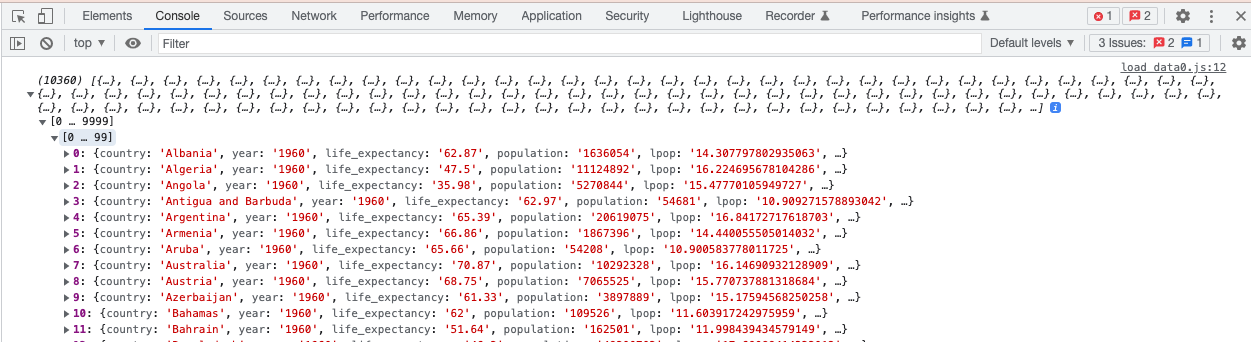 Elements Console Sources Network Performance Memory Application Security Lighthouse Recorder Performance insights 1 2
top Filter Default levels 3 Issues: 2 1
load_data0.js:12
(10360) [{…}, {…}, {…}, {…}, {…}, {…}, {…}, {…}, {…}, {…}, {…}, {…}, {…}, {…}, {…}, {…}, {…}, {…}, {…}, {…}, {…}, {…}, {…}, {…}, {…}, {…}, {…}, {…}, {…}, {…}, {…}, {…}, {…}, {…},
{…}, {…}, {…}, {…}, {…}, {…}, {…}, {…}, {…}, {…}, {…}, {…}, {…}, {…}, {…}, {…}, {…}, {…}, {…}, {…}, {…}, {…}, {…}, {…}, {…}, {…}, {…}, {…}, {…}, {…}, {…}, {…}, {…}, {…}, {…}, {…},
{…}, {…}, {…}, {…}, {…}, {…}, {…}, {…}, {…}, {…}, {…}, {…}, {…}, {…}, {…}, {…}, {…}, {…}, {…}, {…}, {…}, {…}, {…}, {…}, {…}, {…}, {…}, {…}, {…}, {…}, …] i
[0 … 9999]
[0 … 99]
0: {country: 'Albania', year: '1960', life_expectancy: '62.87', population: '1636054', lpop: '14.307797802935063', …}
1: {country: 'Algeria', year: '1960', life_expectancy: '47.5', population: '11124892', lpop: '16.224695678104286', …}
2: {country: 'Angola', year: '1960', life_expectancy: '35.98', population: '5270844', lpop: '15.47770105949727', …}
3: {country: 'Antigua and Barbuda', year: '1960', life_expectancy: '62.97', population: '54681', lpop: '10.909271578893042', …}
4: {country: 'Argentina', year: '1960', life_expectancy: '65.39', population: '20619075', lpop: '16.84172717618703', …}
5: {country: 'Armenia', year: '1960', life_expectancy: '66.86', population: '1867396', lpop: '14.440055505014032', …}
6: {country: 'Aruba', year: '1960', life_expectancy: '65.66', population: '54208', lpop: '10.900583778011725', …}
7: {country: 'Australia', year: '1960', life_expectancy: '70.87', population: '10292328', lpop: '16.14690932128909', …}
8: {country: 'Austria', year: '1960', life_expectancy: '68.75', population: '7065525', lpop: '15.770737881318684', …}
9: {country: 'Azerbaijan', year: '1960', life_expectancy: '61.33', population: '3897889', lpop: '15.17594568250258', …}
10: {country: 'Bahamas', year: '1960', life_expectancy: '62', population: '109526', lpop: '11.603917242975959', …}
11: {country: 'Bahrain', year: '1960', life_expectancy: '51.64', population: '162501', lpop: '11.998439434579149', …}